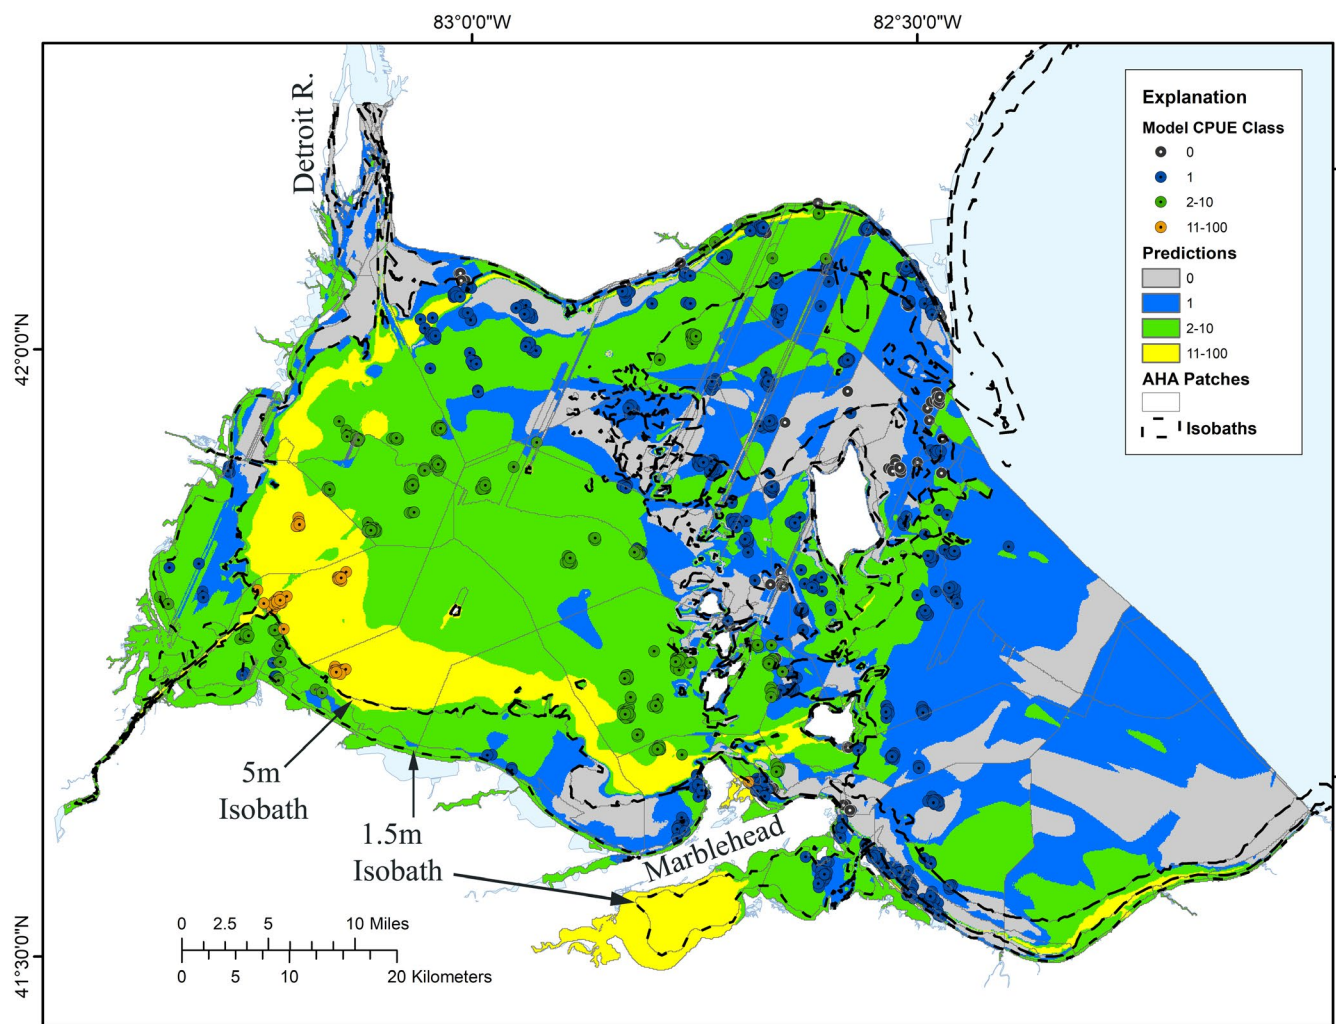 83°0'0"W
82°30'0"W
Detroit R.
42°0'0"N
41°30'0"N
Explanation
Model CPUE Class
0
1
2-10
11-100
Predictions
0
1
2-10
11-100
AHA Patches
Isobaths
5m
Isobath
1.5m
Isobath
Marblehead
0 2.5 5 10 Miles
0 5 10 20 Kilometers